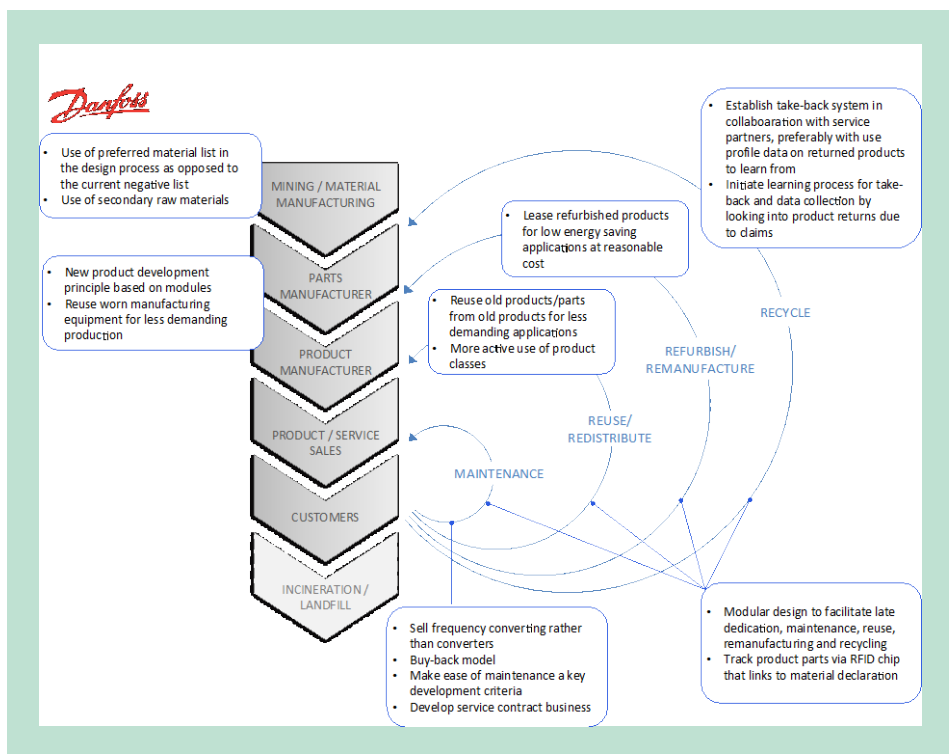 Danfoss
• Use of preferred material list in
the design process as opposed to
the current negative list
• Use of secondary raw materials
• New product development
principle based on modules
• Reuse worn manufacturing
equipment for less demanding
production
MINING / MATERIAL
MANUFACTURING
PARTS
MANUFACTURER
PRODUCT
MANUFACTURER
PRODUCT / SERVICE
SALES
CUSTOMERS
INCINERATION /
LANDFILL
• Establish take-back system in
collaboaration with service
partners, preferably with use
profile data on returned products
to learn from
• Initiate learning process for take-
back and data collection by
looking into product returns due
to claims
• Lease refurbished products
for low energy saving
applications at reasonable
cost
• Reuse old products/parts
from old products for less
demanding applications
• More active use of product
classes
RECYCLE
REFURBISH/
REMANUFACTURE
REUSE/
REDISTRIBUTE
MAINTENANCE
• Sell frequency converting rather
than converters
• Buy-back model
• Make ease of maintenance a key
development criteria
• Develop service contract business
• Modular design to facilitate late
dedication, maintenance, reuse,
remanufacturing and recycling
• Track product parts via RFID chip
that links to material declaration